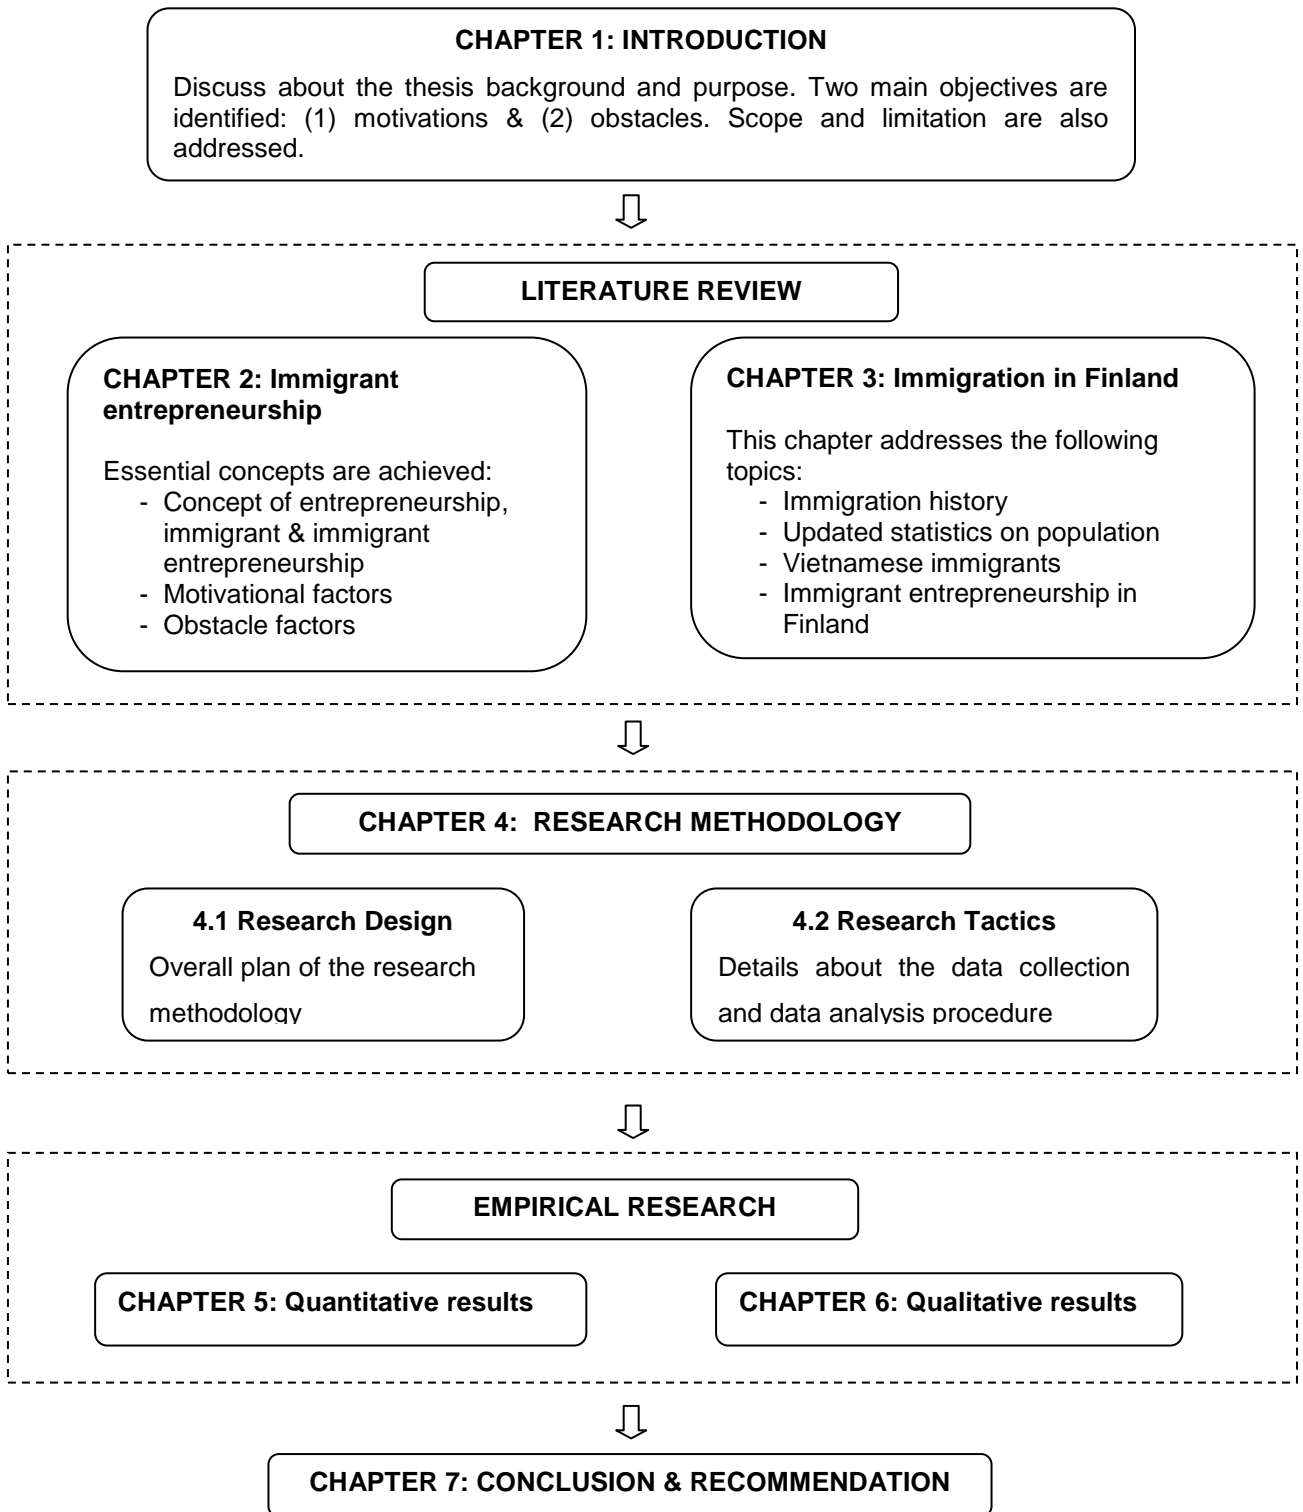 CHAPTER 1: INTRODUCTION
Discuss about the thesis background and purpose. Two main objectives are
identified: (1) motivations & (2) obstacles. Scope and limitation are also
addressed.
LITERATURE REVIEW
CHAPTER 2: Immigrant
entrepreneurship
Essential concepts are achieved:
- Concept of entrepreneurship,
immigrant & immigrant
entrepreneurship
- Motivational factors
- Obstacle factors
CHAPTER 3: Immigration in Finland
This chapter addresses the following
topics:
- Immigration history
- Updated statistics on population
- Vietnamese immigrants
- Immigrant entrepreneurship in
Finland
CHAPTER 4: RESEARCH METHODOLOGY
4.1 Research Design
Overall plan of the research
methodology
4.2 Research Tactics
Details about the data collection
and data analysis procedure
EMPIRICAL RESEARCH
CHAPTER 5: Quantitative results
CHAPTER 6: Qualitative results
CHAPTER 7: CONCLUSION & RECOMMENDATION